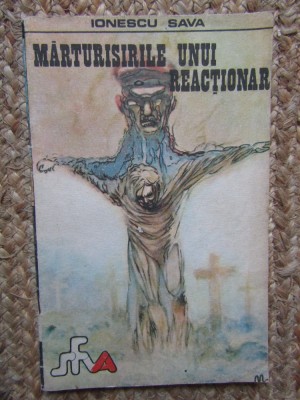 IONESCU SAVA
MĂRTURISIRILE UNUI
REACȚIONAR